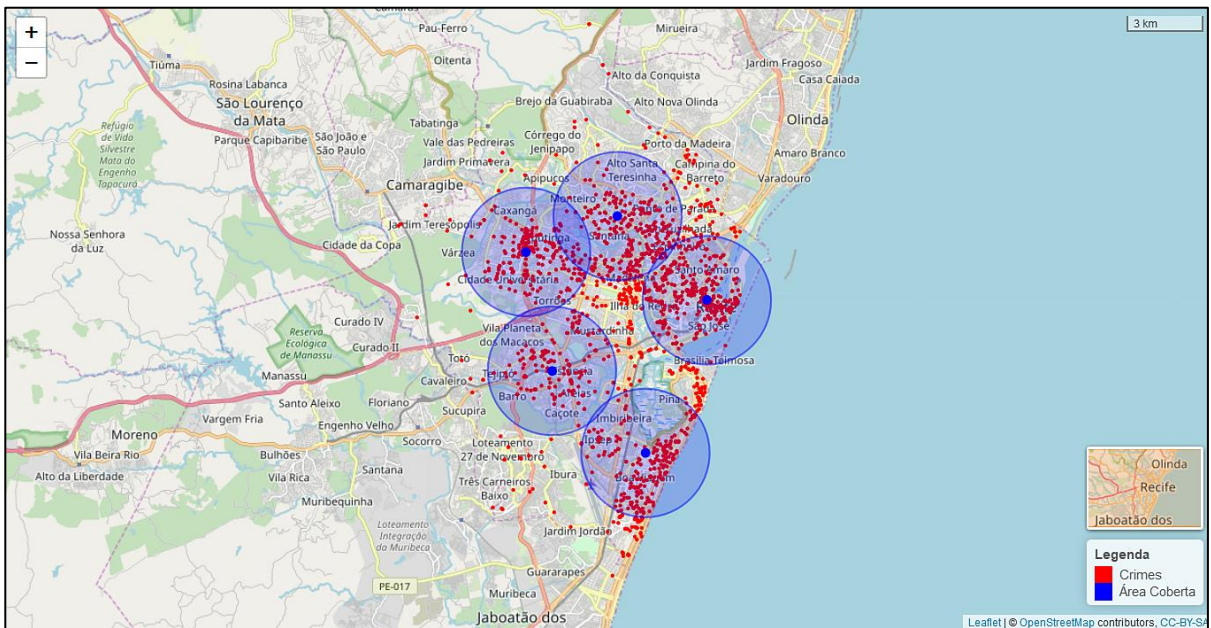 +
−
3 km
Pau-Ferro
Mirueira
Tiúma
Oitenta
Jardim Fragoso
Alto da Conquista
Casa Caiada
Rosina Labanca
São Lourenço
da Mata
Brejo da Guabiraba
Alto Nova Olinda
Olinda
Refúgio
de Vida
Silvestre
Mata do
Engenho
Tapacurá
Parque Capibaribe
São João e
São Paulo
Tabatinga
Vale das Pedreiras
Córrego do
Jenipapo
Porto da Madeira
Amaro Branco
Jardim Primavera
Alto Santa
Teresinha
Campina do
Barreto
Camaragibe
Apipucos
Varadouro
Monteiro
Caxangá
Jardim Teresópolis
Nossa Senhora
da Luz
Cidade da Copa
Várzea
Santana
Santo Amaro
Cidade Universitária
Torrões
Ilha do
São José
Curado IV
Vila Planeta
dos Macacos
Mustardinha
Reserva
Ecológica
de Manassu
Curado II
Totó
Brasília Teimosa
Manassu
Cavaleiro
Tejipió
Santo Aleixo
Floriano
Barro
Areias
Pina
Sucupira
Caçote
Vargem Fria
Engenho Velho
Imbiribeira
Moreno
Socorro
Loteamento
27 de Novembro
Ipsep
Vila Beira Rio
Bulhões
Alto da Liberdade
Vila Rica
Santana
Três Carneiros
Baixo
Ibura
Boa Viagem
Muribequinha
Loteamento
Integração
da Muribeca
Jardim Jordão
Guararapes
PE-017
Muribeca
Jaboatão dos
Olinda
Recife
Jaboatão dos
Legenda
Crimes
Área Coberta
Leaflet | © OpenStreetMap contributors, CC-BY-SA